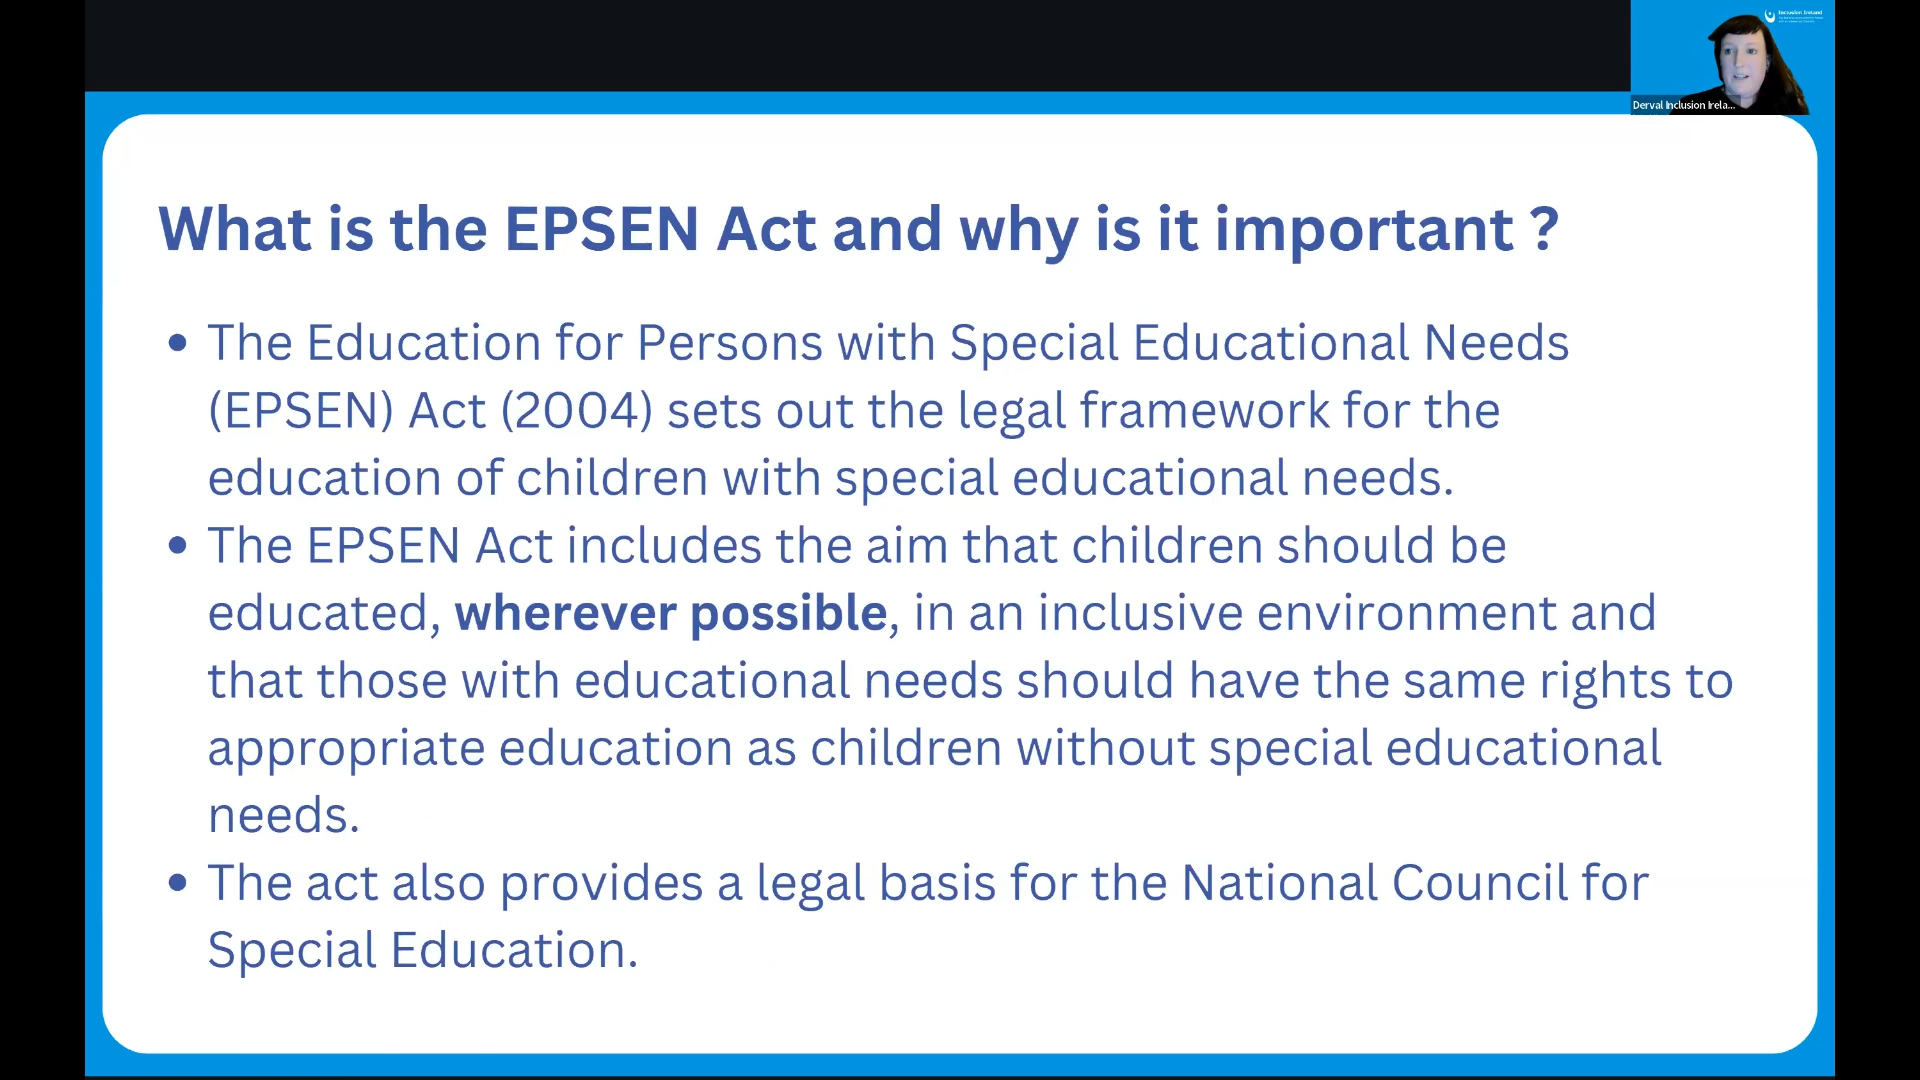 Inclusion Ireland
Derval Inclusion Irela...
What is the EPSEN Act and why is it important ?
• The Education for Persons with Special Educational Needs
(EPSEN) Act (2004) sets out the legal framework for the
education of children with special educational needs.
• The EPSEN Act includes the aim that children should be
educated, wherever possible, in an inclusive environment and
that those with educational needs should have the same rights to
appropriate education as children without special educational
needs.
• The act also provides a legal basis for the National Council for
Special Education.